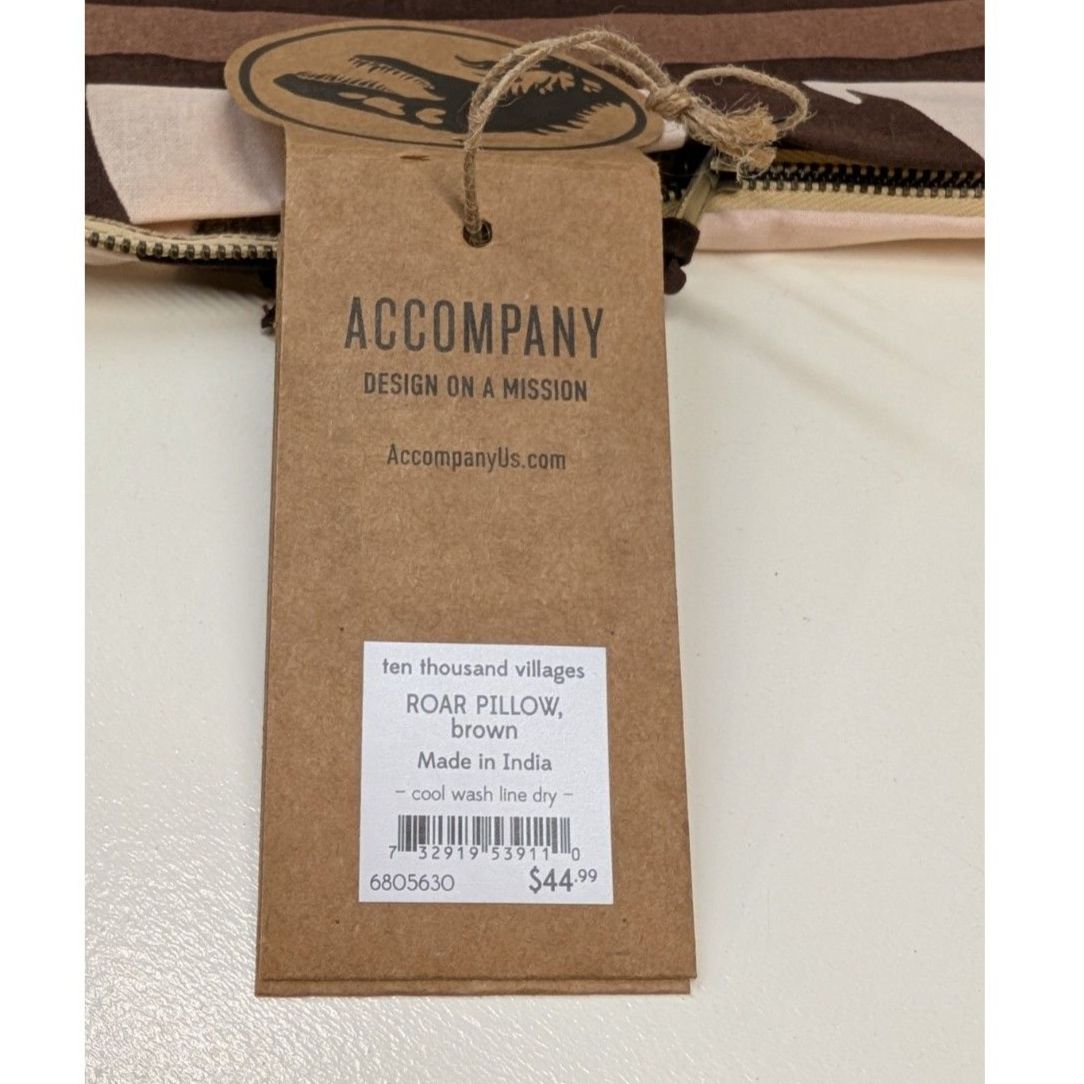 ACCOMPANY
DESIGN ON A MISSION
AccompanyUs.com
ten thousand villages
ROAR PILLOW,
brown
Made in India
– cool wash line dry –
7 32919 53911 0
6805630 $44.99